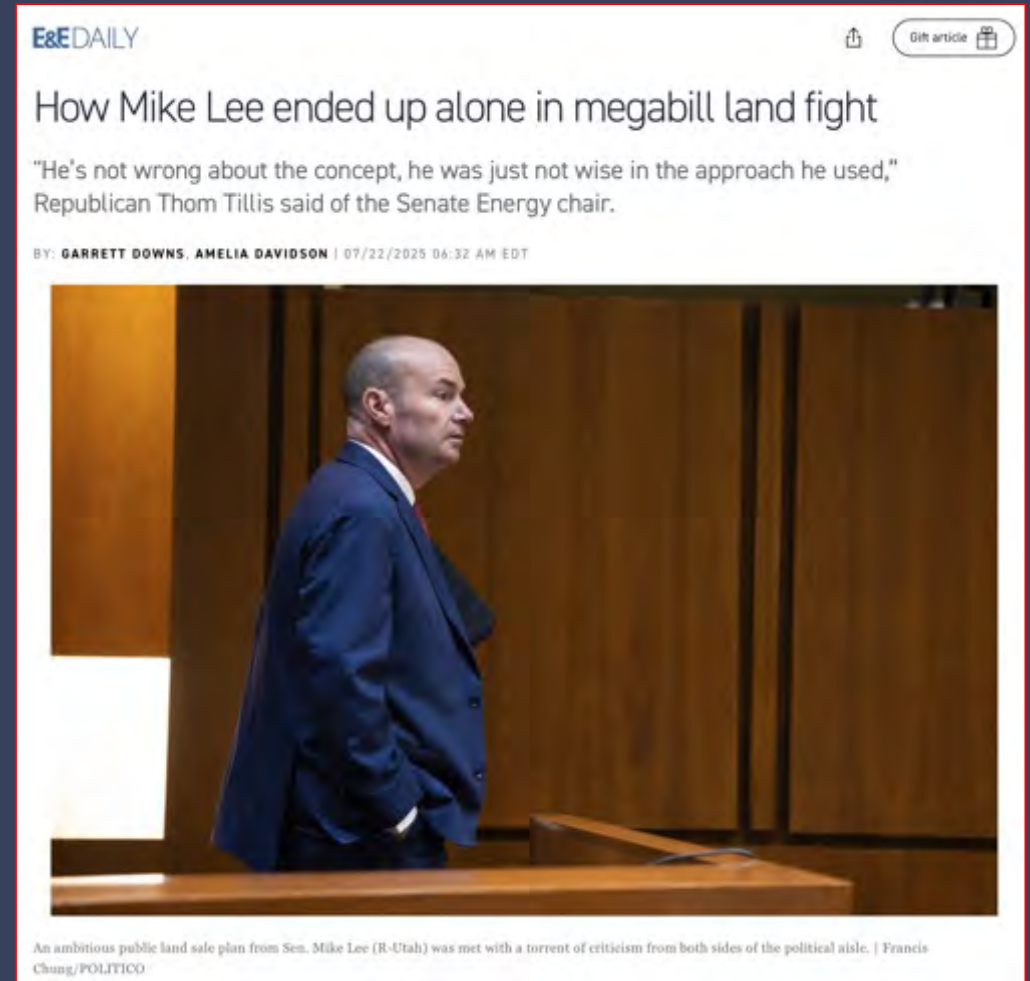 E&E DAILY
Gift article
How Mike Lee ended up alone in megabill land fight
"He's not wrong about the concept, he was just not wise in the approach he used,"
Republican Thom Tillis said of the Senate Energy chair.
BY: GARRETT DOWNS, AMELIA DAVIDSON | 07/22/2025 06:32 AM EDT
An ambitious public land sale plan from Sen. Mike Lee (R-Utah) was met with a torrent of criticism from both sides of the political aisle. | Francis
Chung/POLITICO